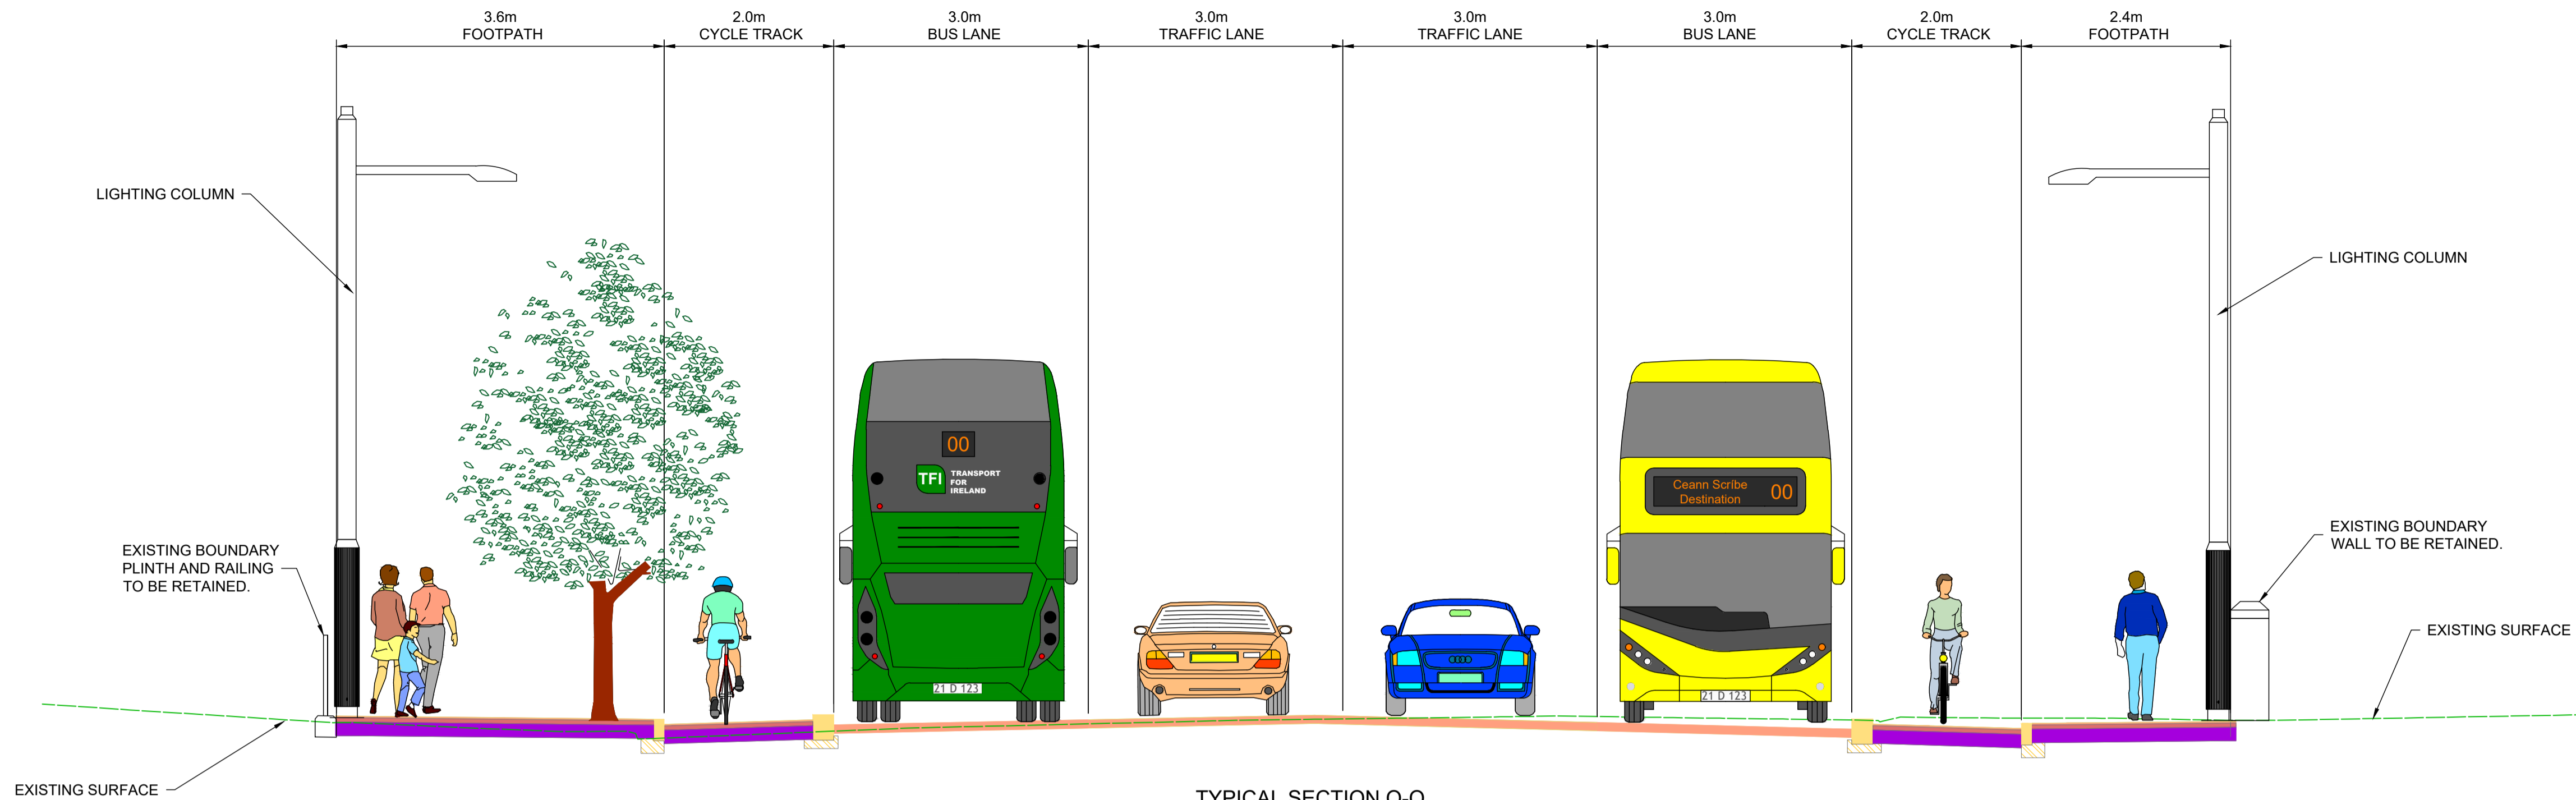 3.6m
FOOTPATH
2.0m
CYCLE TRACK
3.0m
BUS LANE
3.0m
TRAFFIC LANE
3.0m
TRAFFIC LANE
3.0m
BUS LANE
2.0m
CYCLE TRACK
2.4m
FOOTPATH
LIGHTING COLUMN
LIGHTING COLUMN
00
TFI
TRANSPORT
FOR
IRELAND
Ceann Scríbe
Destination
00
EXISTING BOUNDARY
PLINTH AND RAILING
TO BE RETAINED.
EXISTING BOUNDARY
WALL TO BE RETAINED.
EXISTING SURFACE
21 D 123
21 D 123
EXISTING SURFACE
TYPICAL SECTION